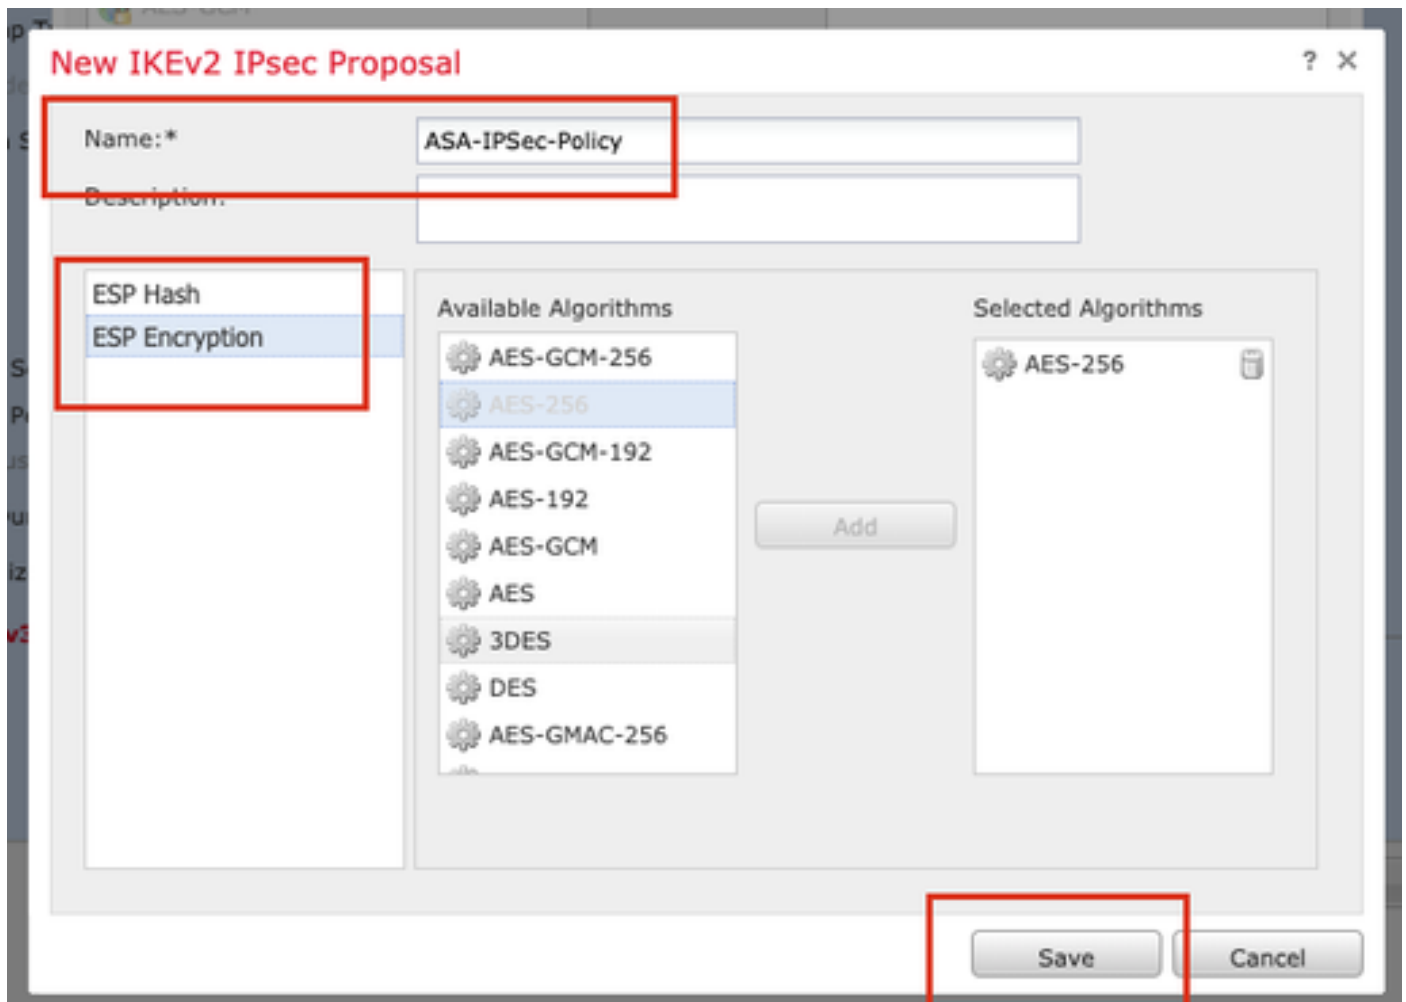 AES-GCM
New IKEv2 IPsec Proposal
? ×
Name:*
ASA-IPSec-Policy
Description:
ESP Hash
ESP Encryption
Available Algorithms
AES-GCM-256
AES-256
AES-GCM-192
AES-192
AES-GCM
AES
3DES
DES
AES-GMAC-256
Add
Selected Algorithms
AES-256
Save
Cancel